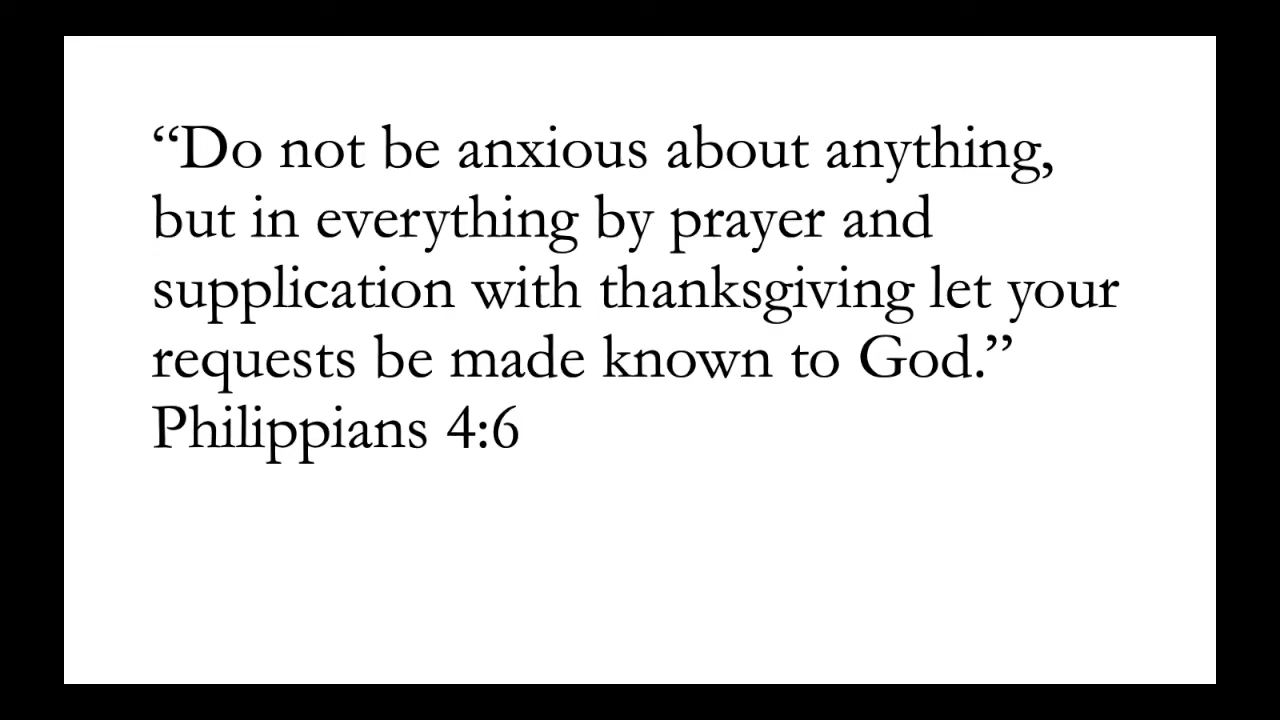 “Do not be anxious about anything,
but in everything by prayer and
supplication with thanksgiving let your
requests be made known to God.”
Philippians 4:6